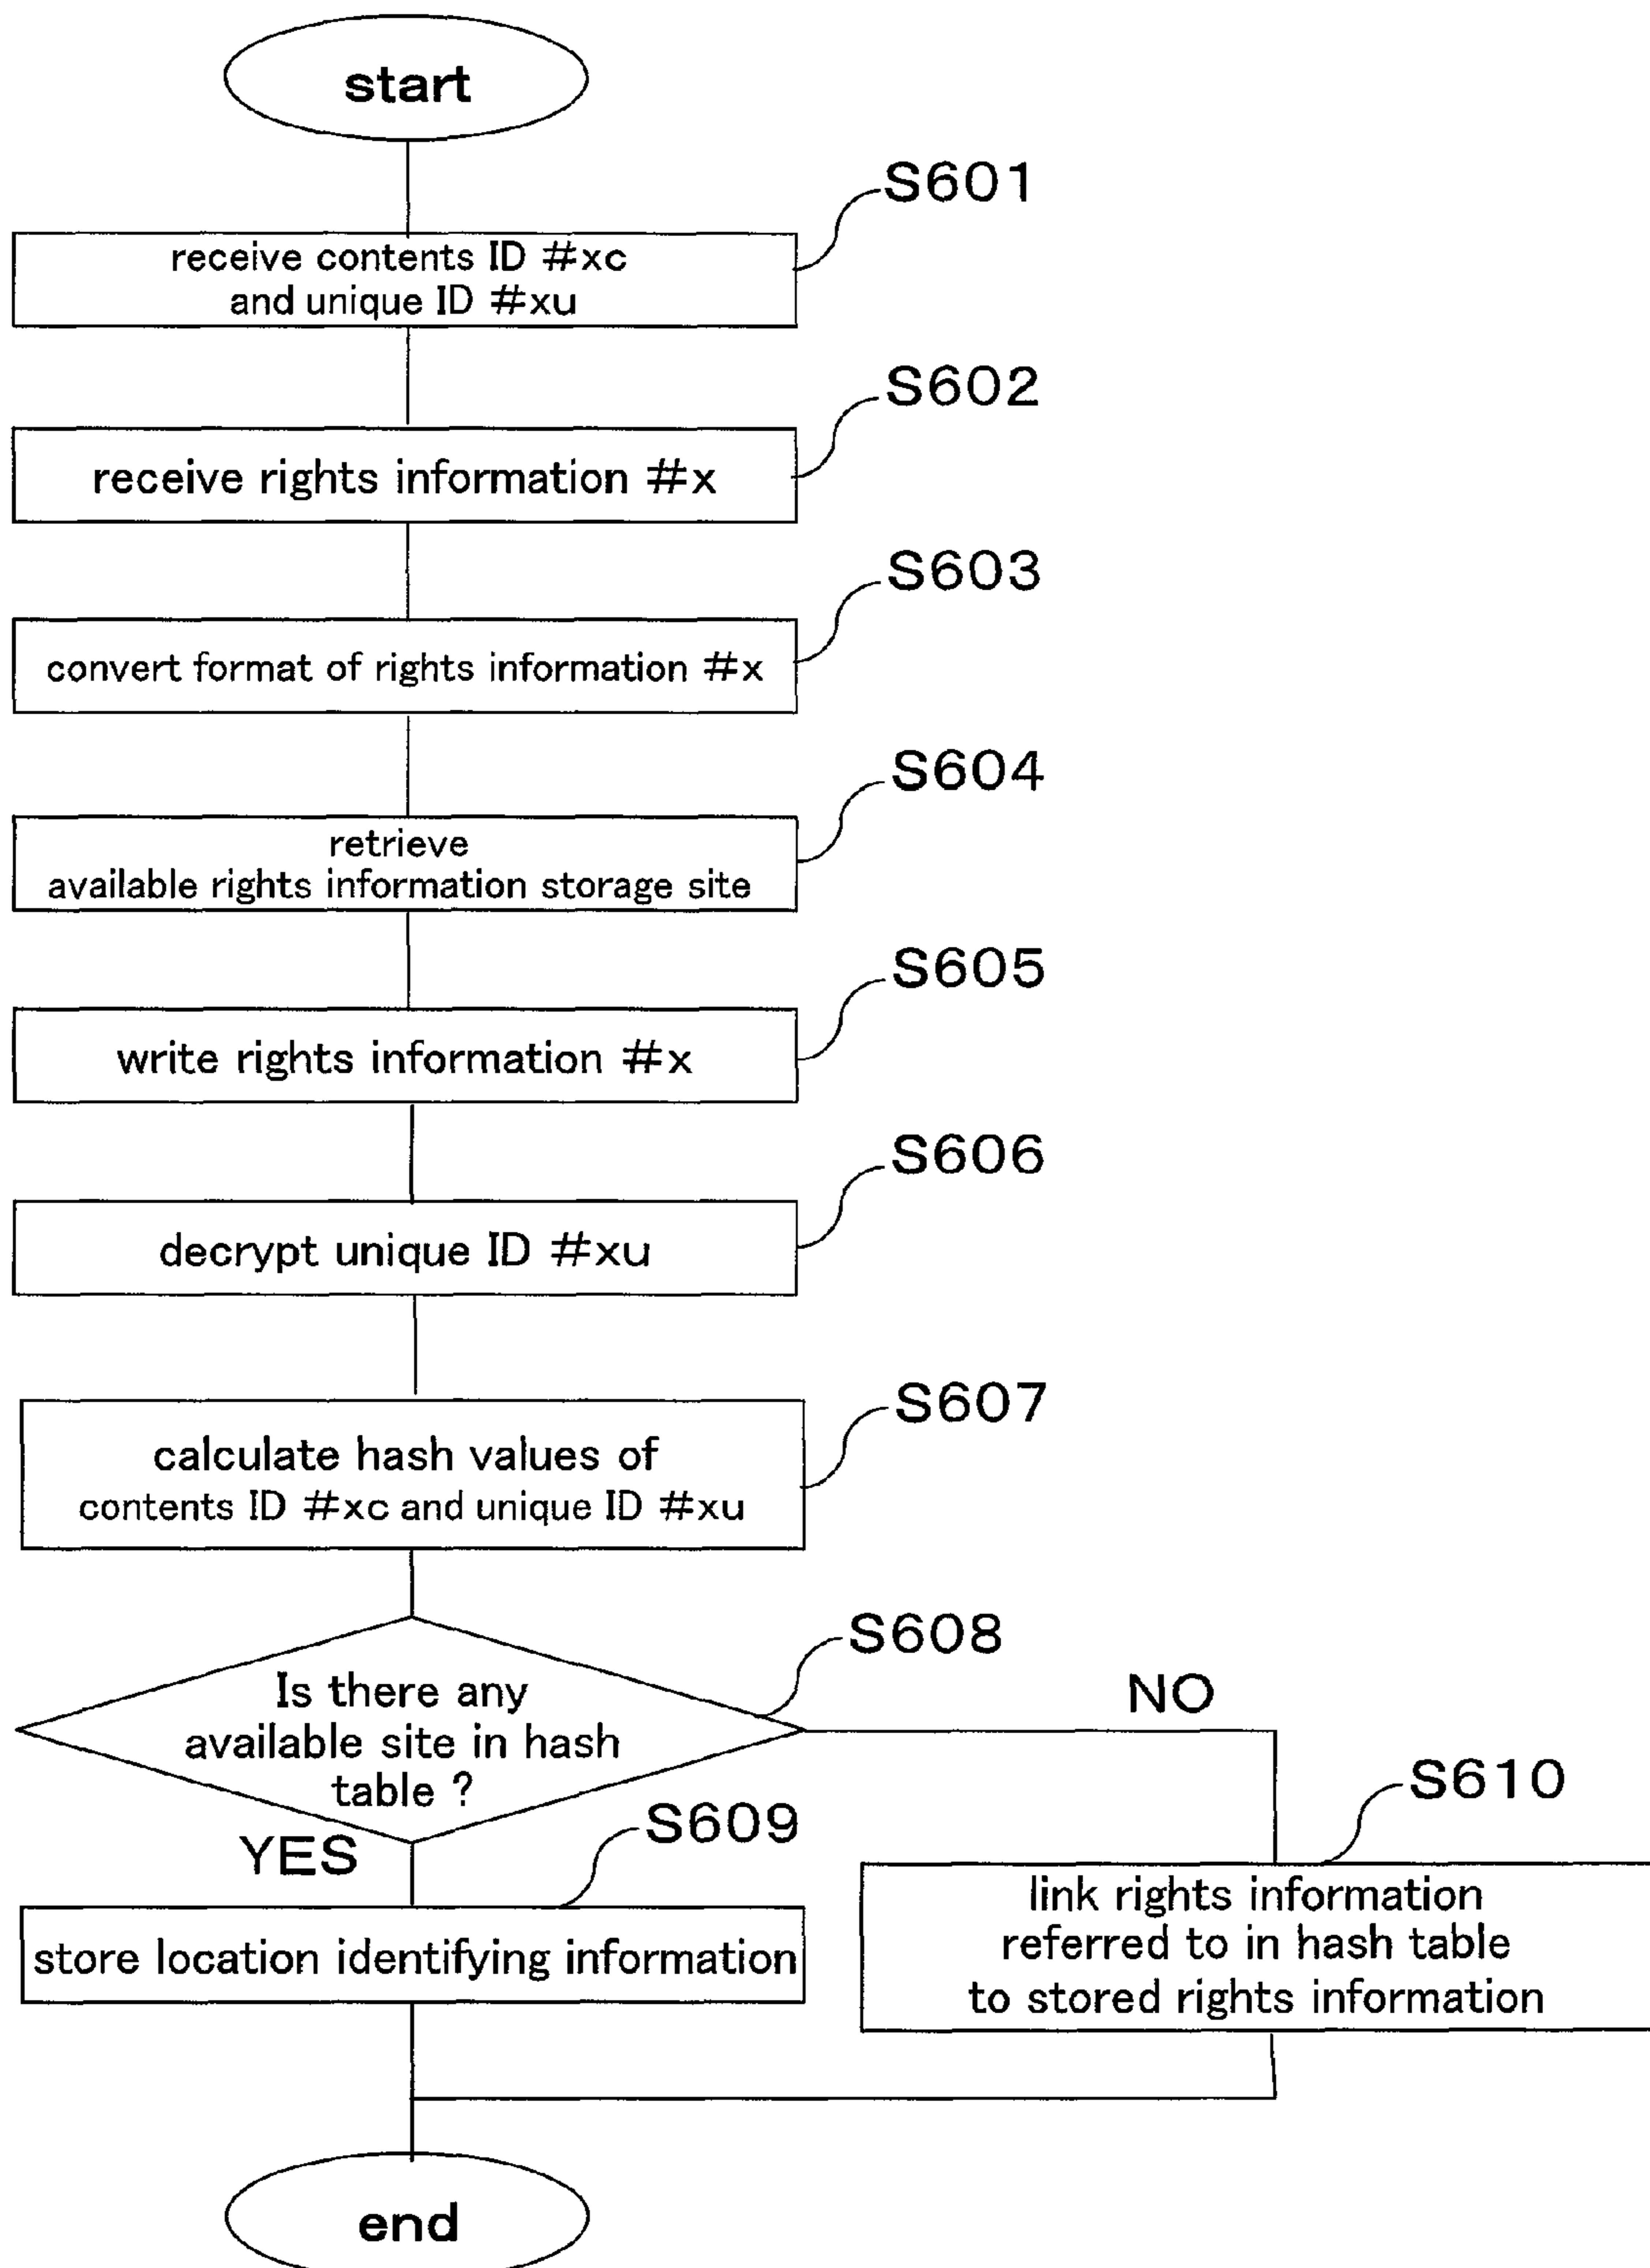 start
S601
receive contents ID #xc
and unique ID #xu
S602
receive rights information #x
S603
convert format of rights information #x
S604
retrieve
available rights information storage site
S605
write rights information #x
S606
decrypt unique ID #xu
S607
calculate hash values of
contents ID #xc and unique ID #xu
S608
Is there any
available site in hash
table ?
NO
YES
S609
store location identifying information
S610
link rights information
referred to in hash table
to stored rights information
end